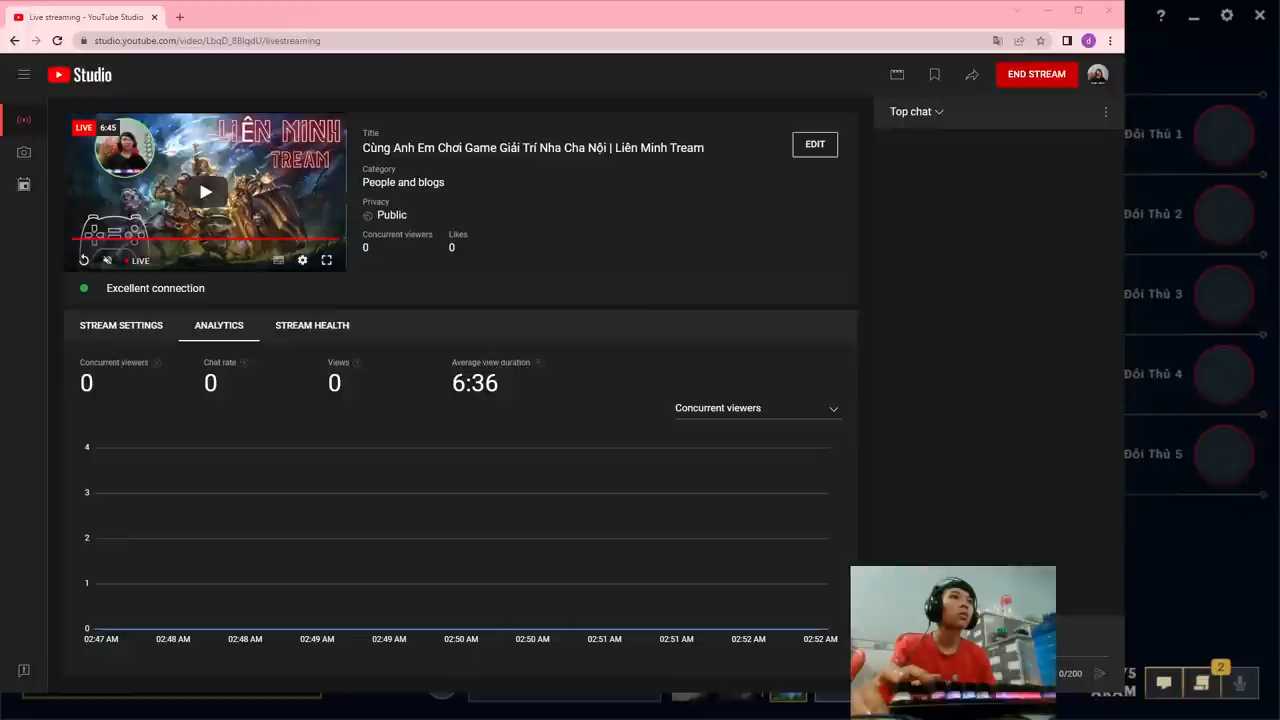 Live streaming - YouTube Studio
studio.youtube.com/video/LbqD_8BlqdU/livestreaming
d
Studio
END STREAM
LIVE 6:45
LIÊN MINH
TREAM
LIVE
Title
Cùng Anh Em Chơi Game Giải Trí Nha Cha Nội | Liên Minh Tream
EDIT
Category
People and blogs
Privacy
Public
Concurrent viewers Likes
0 0
Excellent connection
STREAM SETTINGS ANALYTICS STREAM HEALTH
Concurrent viewers Chat rate Views Average view duration
0 0 0 6:36
Concurrent viewers
4
3
2
1
0
02:47 AM 02:48 AM 02:48 AM 02:49 AM 02:49 AM 02:50 AM 02:50 AM 02:51 AM 02:51 AM 02:52 AM 02:52 AM
Top chat
0/200
Đối Thủ 1
Đối Thủ 2
Đối Thủ 3
Đối Thủ 4
Đối Thủ 5
2